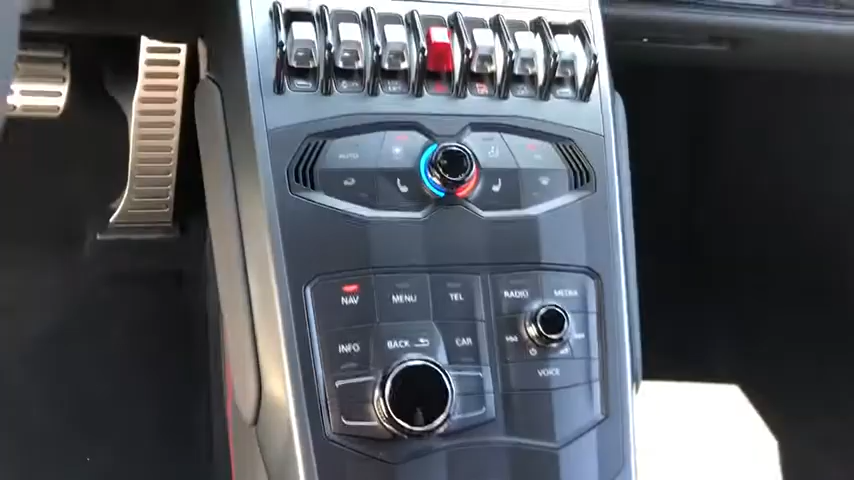 AUTO
NAV MENU TEL RADIO MEDIA
INFO BACK CAR
VOICE